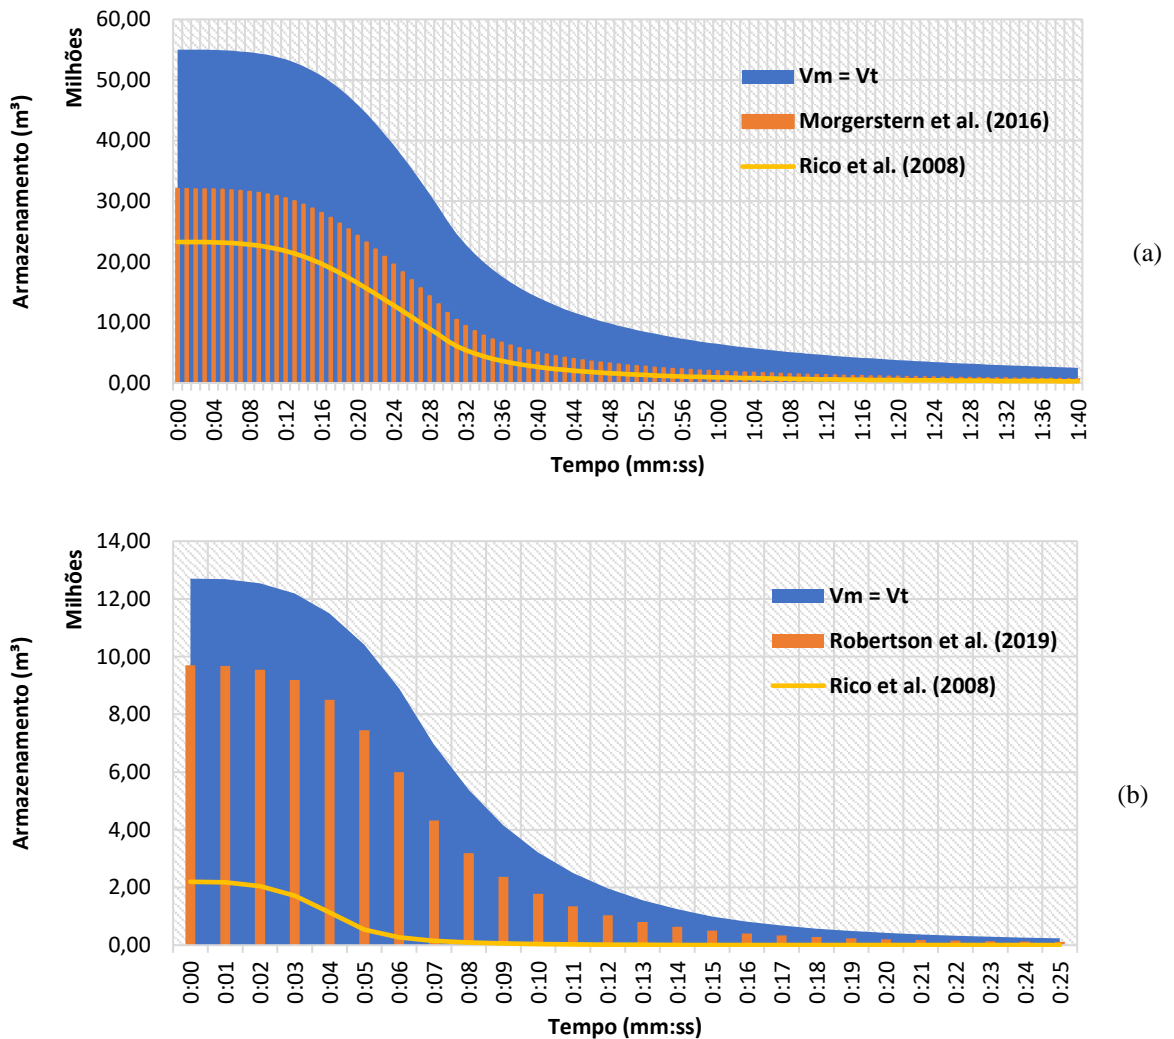 60,00
50,00
40,00
30,00
20,00
10,00
0,00
Milhões
Armazenamento (m³)
Vm = Vt
Morgerstern et al. (2016)
Rico et al. (2008)
(a)
0:00 0:04 0:08 0:12 0:16 0:20 0:24 0:28 0:32 0:36 0:40 0:44 0:48 0:52 0:56 1:00 1:04 1:08 1:12 1:16 1:20 1:24 1:28 1:32 1:36 1:40
Tempo (mm:ss)
14,00
12,00
10,00
8,00
6,00
4,00
2,00
0,00
Milhões
Armazenamento (m³)
Vm = Vt
Robertson et al. (2019)
Rico et al. (2008)
(b)
0:00 0:01 0:02 0:03 0:04 0:05 0:06 0:07 0:08 0:09 0:10 0:11 0:12 0:13 0:14 0:15 0:16 0:17 0:18 0:19 0:20 0:21 0:22 0:23 0:24 0:25
Tempo (mm:ss)